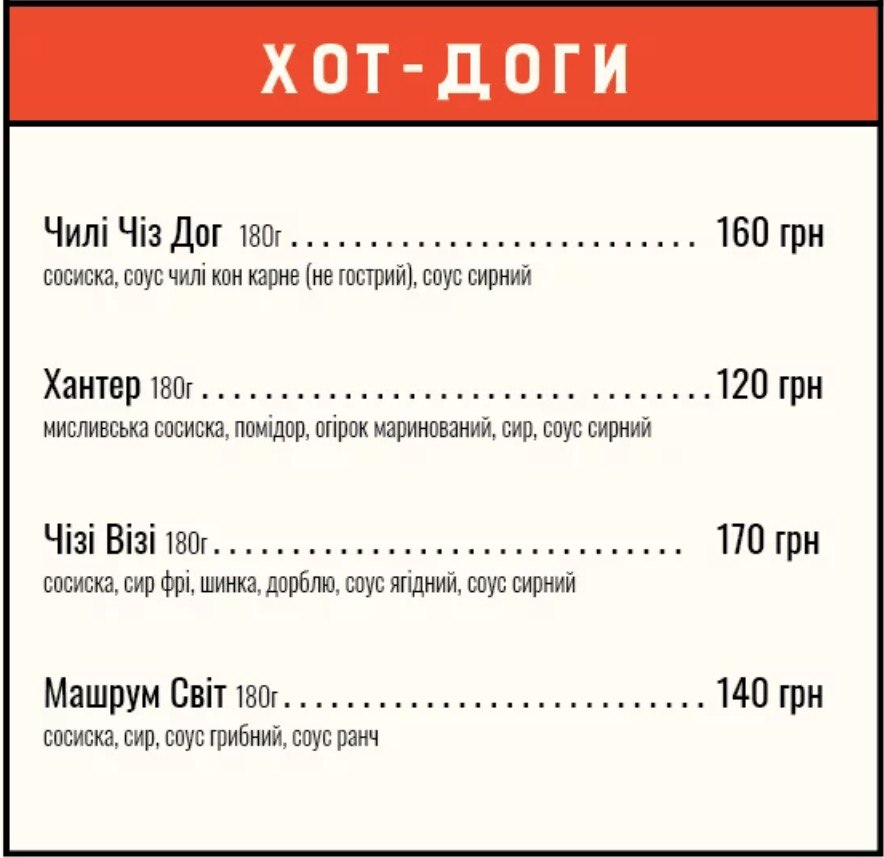 ХОТ-ДОГИ
Чилі Чіз Дог 180г .......................... 160 грн
сосиска, соус чилі кон карне (не гострий), соус сирний
Хантер 180г ........................ ........120 грн
мисливська сосиска, помідор, огірок маринований, сир, соус сирний
Чізі Візі 180г.............................. 170 грн
сосиска, сир фрі, шинка, дорблю, соус ягідний, соус сирний
Машрум Світ 180г........................... 140 грн
сосиска, сир, соус грибний, соус ранч